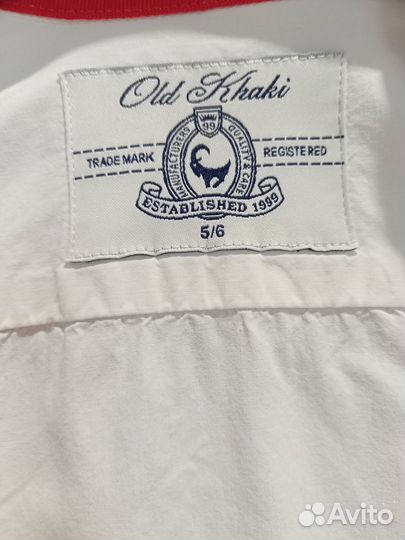 Old Khaki
99
MANUFACTURERS QUALITY & CARE
TRADE MARK REGISTERED
ESTABLISHED 1999
5/6
Avito